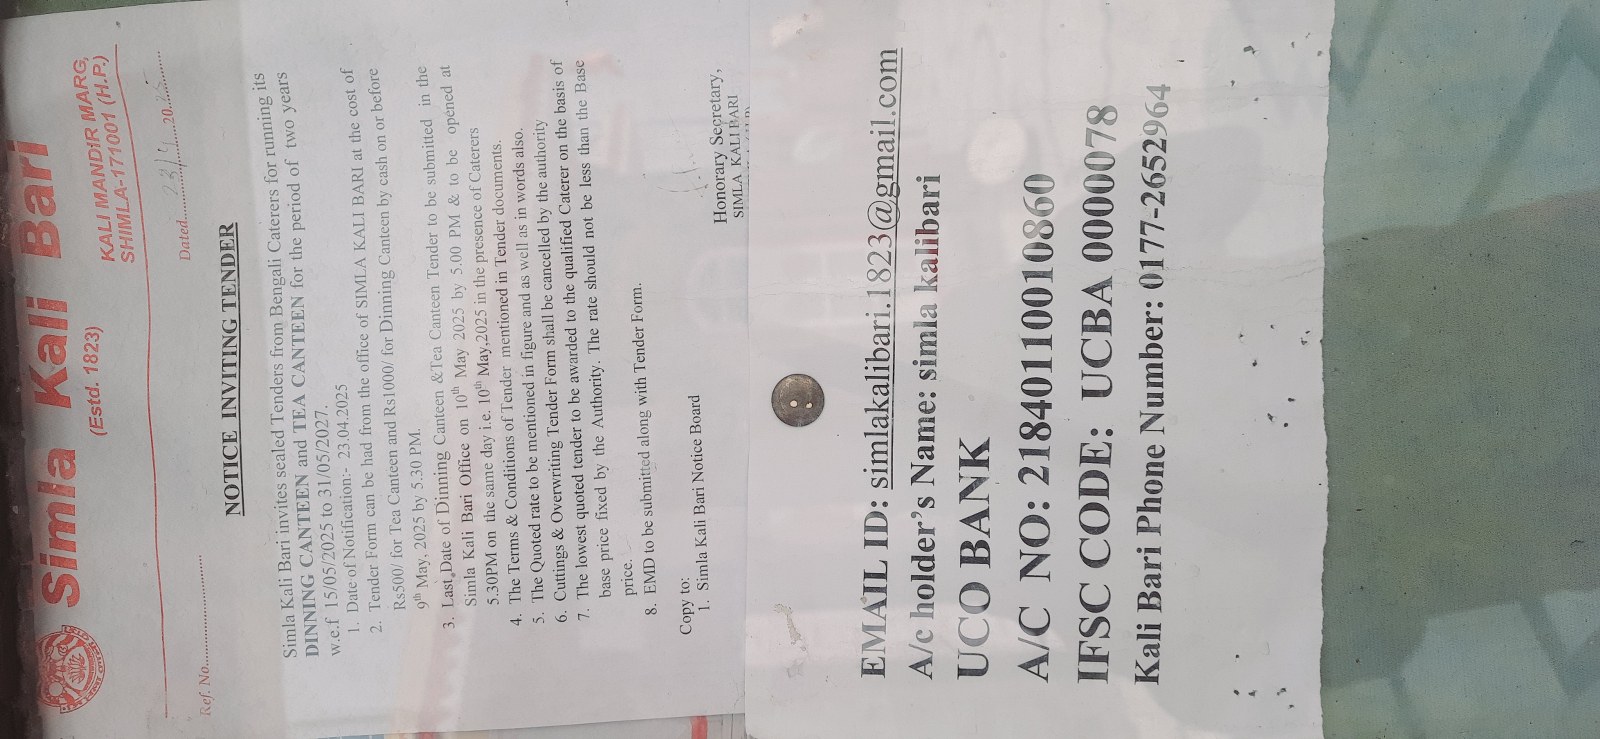 Simla Kali Bari
(Estd. 1823)
KALI MANDIR MARG,
SHIMLA-171001 (H.P.)
Ref. No..............................
Dated..............20..........
NOTICE INVITING TENDER
Simla Kali Bari invites sealed Tenders from Bengali Caterers for running its
DINNING CANTEEN and TEA CANTEEN for the period of two years
w.e.f 15/05/2025 to 31/05/2027.
1. Date of Notification:- 23.04.2025
2. Tender Form can be had from the office of SIMLA KALI BARI at the cost of
Rs500/ for Tea Canteen and Rs1000/ for Dinning Canteen by cash on or before
9th May, 2025 by 5.30 PM.
3. Last Date of Dinning Canteen &Tea Canteen Tender to be submitted in the
Simla Kali Bari Office on 10th May 2025 by 5.00 PM & to be opened at
5.30PM on the same day i.e. 10th May,2025 in the presence of Caterers
4. The Terms & Conditions of Tender mentioned in Tender documents.
5. The Quoted rate to be mentioned in figure and as well as in words also.
6. Cuttings & Overwriting Tender Form shall be cancelled by the authority
7. The lowest quoted tender to be awarded to the qualified Caterer on the basis of
base price fixed by the Authority. The rate should not be less than the Base
price.
8. EMD to be submitted along with Tender Form.
Honorary Secretary,
SIMLA KALI BARI
Copy to:
1. Simla Kali Bari Notice Board
EMAIL ID: simlakalibari.1823@gmail.com
A/c holder's Name: simla kalibari
UCO BANK
A/C NO: 21840110010860
IFSC CODE: UCBA 0000078
Kali Bari Phone Number: 0177-2652964